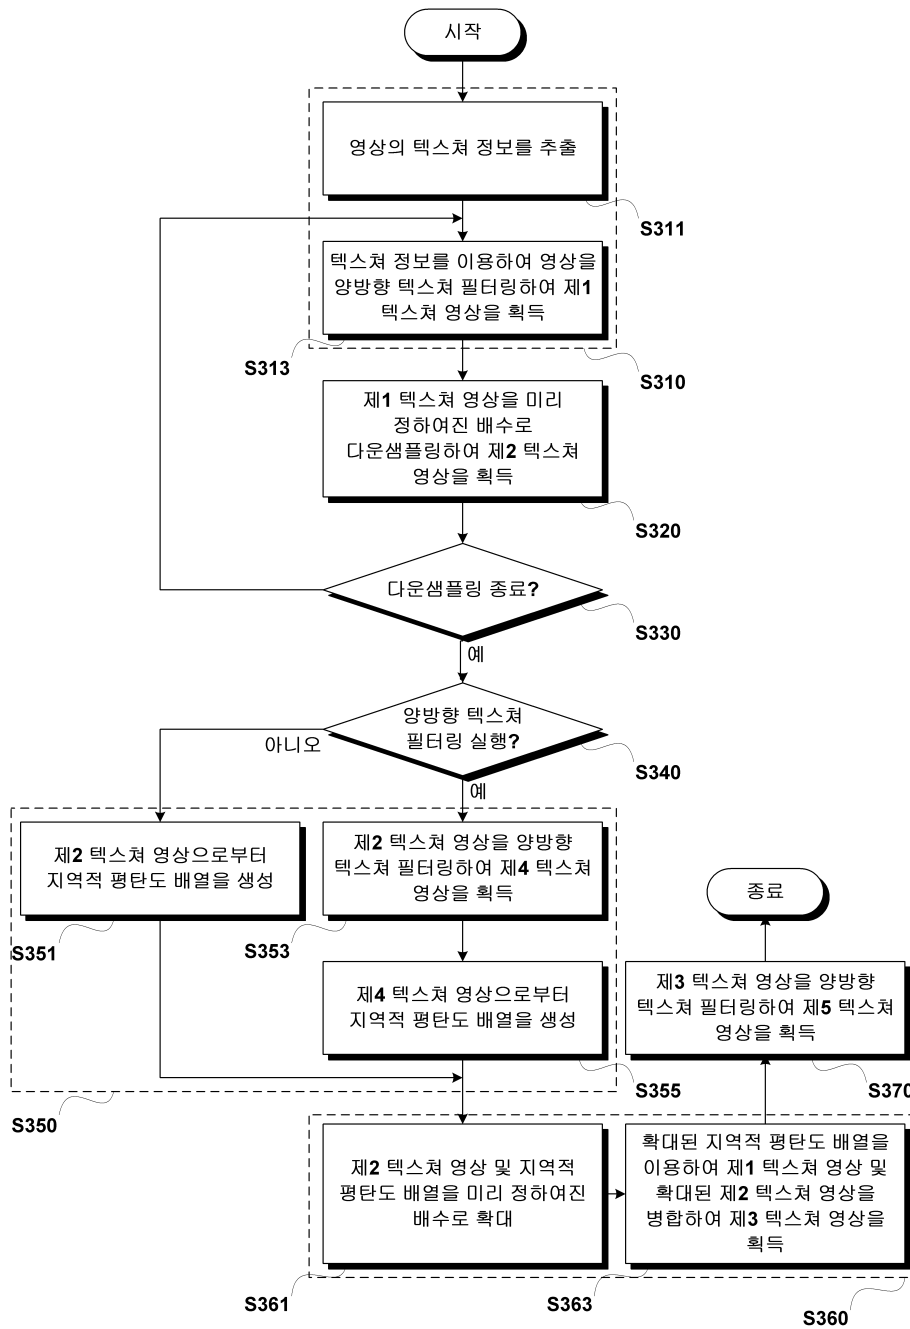 시작
영상의 텍스쳐 정보를 추출
S311
텍스쳐 정보를 이용하여 영상을
양방향 텍스쳐 필터링하여 제1
텍스쳐 영상을 획득
S313
S310
제1 텍스쳐 영상을 미리
정하여진 배수로
다운샘플링하여 제2 텍스쳐
영상을 획득
S320
다운샘플링 종료?
S330
예
양방향 텍스쳐
필터링 실행?
아니오
S340
예
제2 텍스쳐 영상으로부터
지역적 평탄도 배열을 생성
S351
제2 텍스쳐 영상을 양방향
텍스쳐 필터링하여 제4 텍스쳐
영상을 획득
S353
종료
제4 텍스쳐 영상으로부터
지역적 평탄도 배열을 생성
S355
제3 텍스쳐 영상을 양방향
텍스쳐 필터링하여 제5 텍스쳐
영상을 획득
S370
S350
제2 텍스쳐 영상 및 지역적
평탄도 배열을 미리 정하여진
배수로 확대
S361
확대된 지역적 평탄도 배열을
이용하여 제1 텍스쳐 영상 및
확대된 제2 텍스쳐 영상을
병합하여 제3 텍스쳐 영상을
획득
S363
S360